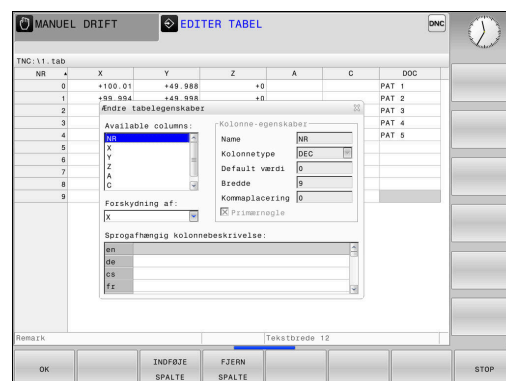 MANUEL DRIFT
EDITER TABEL
DNC
TNC:\1.tab
NR X Y Z A C DOC
0 +100.01 +49.988 +0 PAT 1
1 +99.994 +49.998 +0 PAT 2
2 PAT 3
3 PAT 4
4 PAT 5
5
6
7
8
9
Ændre tabelegenskaber
Available columns:
NR
X
Y
Z
A
C
Forskydning af:
X
Kolonne-egenskaber
Name NR
Kolonnetype DEC
Default værdi 0
Bredde 9
Kommaplacering 0
Primærnøgle
Sprogafhængig kolonnebeskrivelse:
en
de
cs
fr
Remark
Tekstbrede 12
OK
INDFØJE SPALTE
FJERN SPALTE
STOP